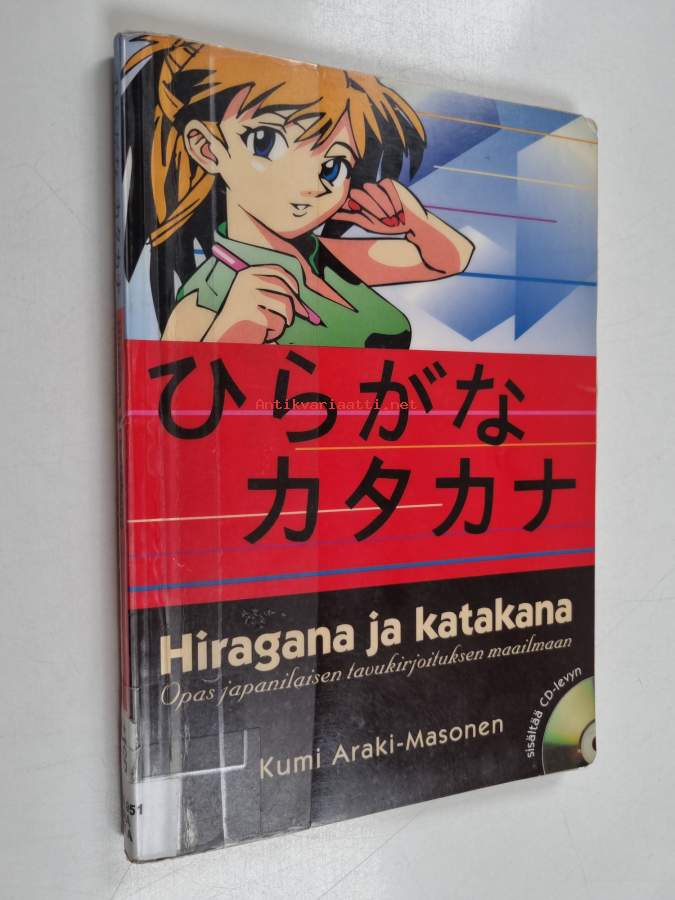 ひらがな
Antikvariaatti.net
カタカナ
Hiragana ja katakana
Opas japanilaisen tavukirjoituksen maailmaan
sisältää CD-levyn
Kumi Araki-Masonen